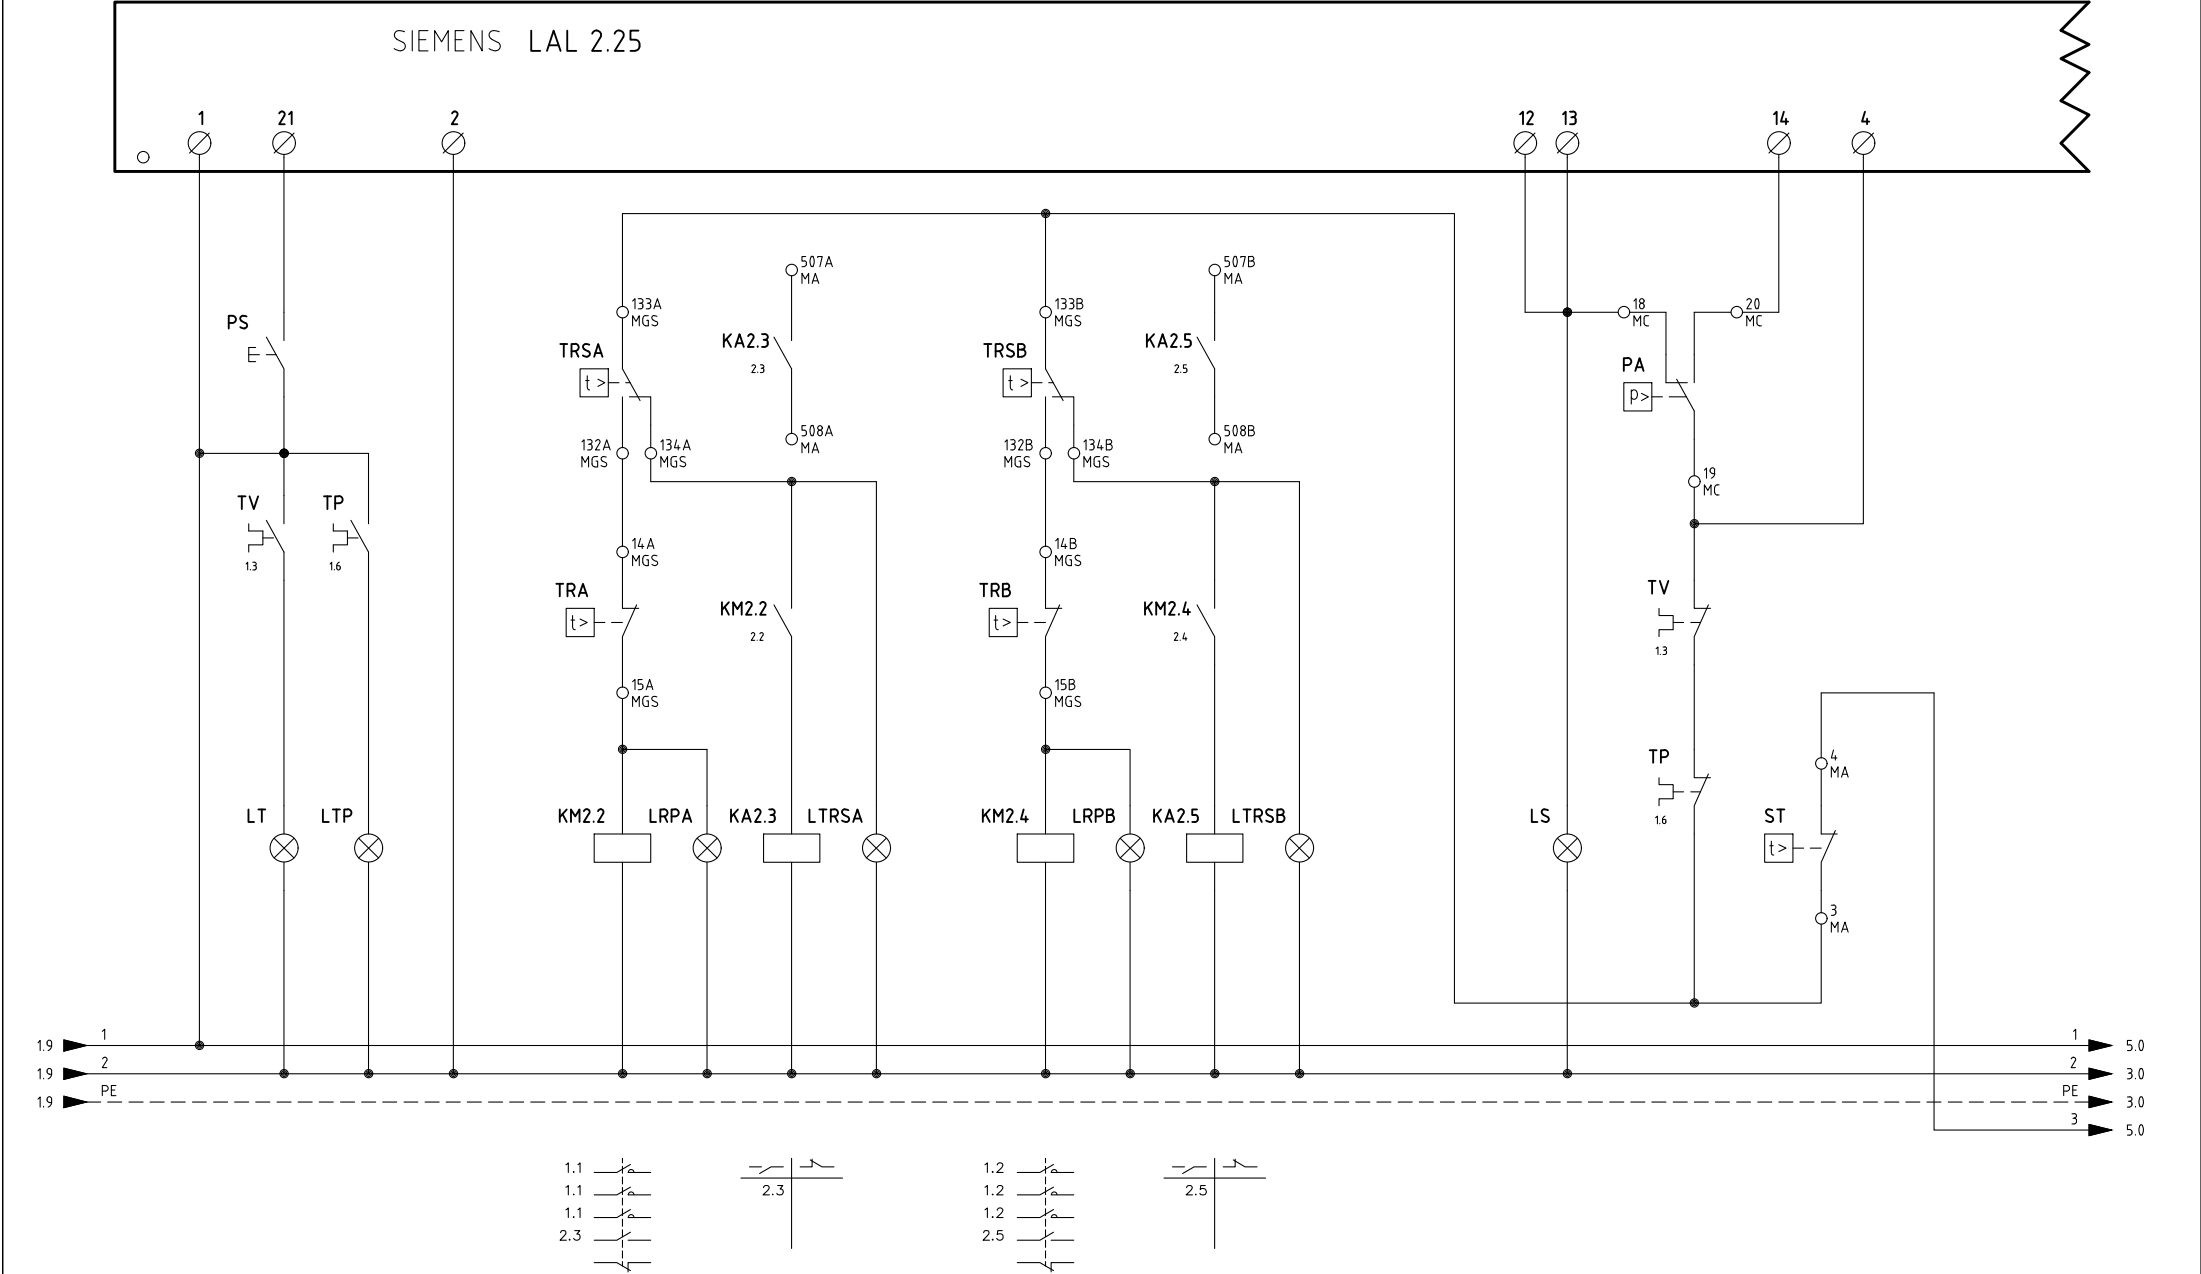 SIEMENS LAL 2.25
1 21 2 12 13 14 4
507A
MA
507B
MA
133A
MGS
133B
MGS
18
MC
20
MC
PS
KA2.3
2.3
KA2.5
2.5
TRSA
t >
TRSB
t >
PA
p>
508A
MA
508B
MA
132A
MGS
134A
MGS
132B
MGS
134B
MGS
19
MC
TV
1.3
TP
1.6
14A
MGS
14B
MGS
TRA
t>
KM2.2
2.2
TRB
t>
KM2.4
2.4
TV
1.3
15A
MGS
15B
MGS
TP
1.6
4
MA
LT LTP KM2.2 LRPA KA2.3 LTRSA KM2.4 LRPB KA2.5 LTRSB LS ST
t>
3
MA
1.9 1 1 5.0
1.9 2 2 3.0
1.9 PE PE 3.0
3 5.0
1.1 1.2
1.1 2.3 1.2 2.5
1.1 1.2
2.3 2.5